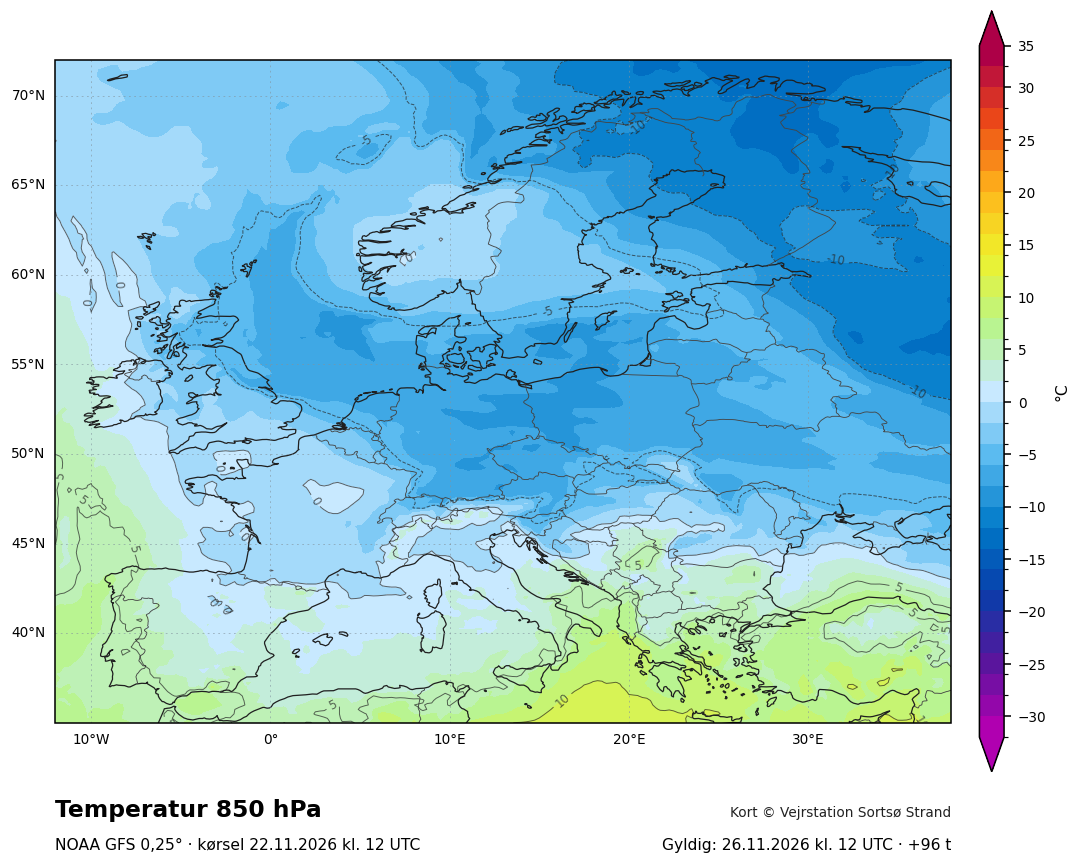 70°N
65°N
60°N
55°N
50°N
45°N
40°N
10°W
0°
10°E
20°E
30°E
35
30
25
20
15
10
5
0
−5
−10
−15
−20
−25
−30
°C
Temperatur 850 hPa
Kort © Vejrstation Sortsø Strand
NOAA GFS 0,25° · kørsel 22.11.2026 kl. 12 UTC
Gyldig: 26.11.2026 kl. 12 UTC · +96 t